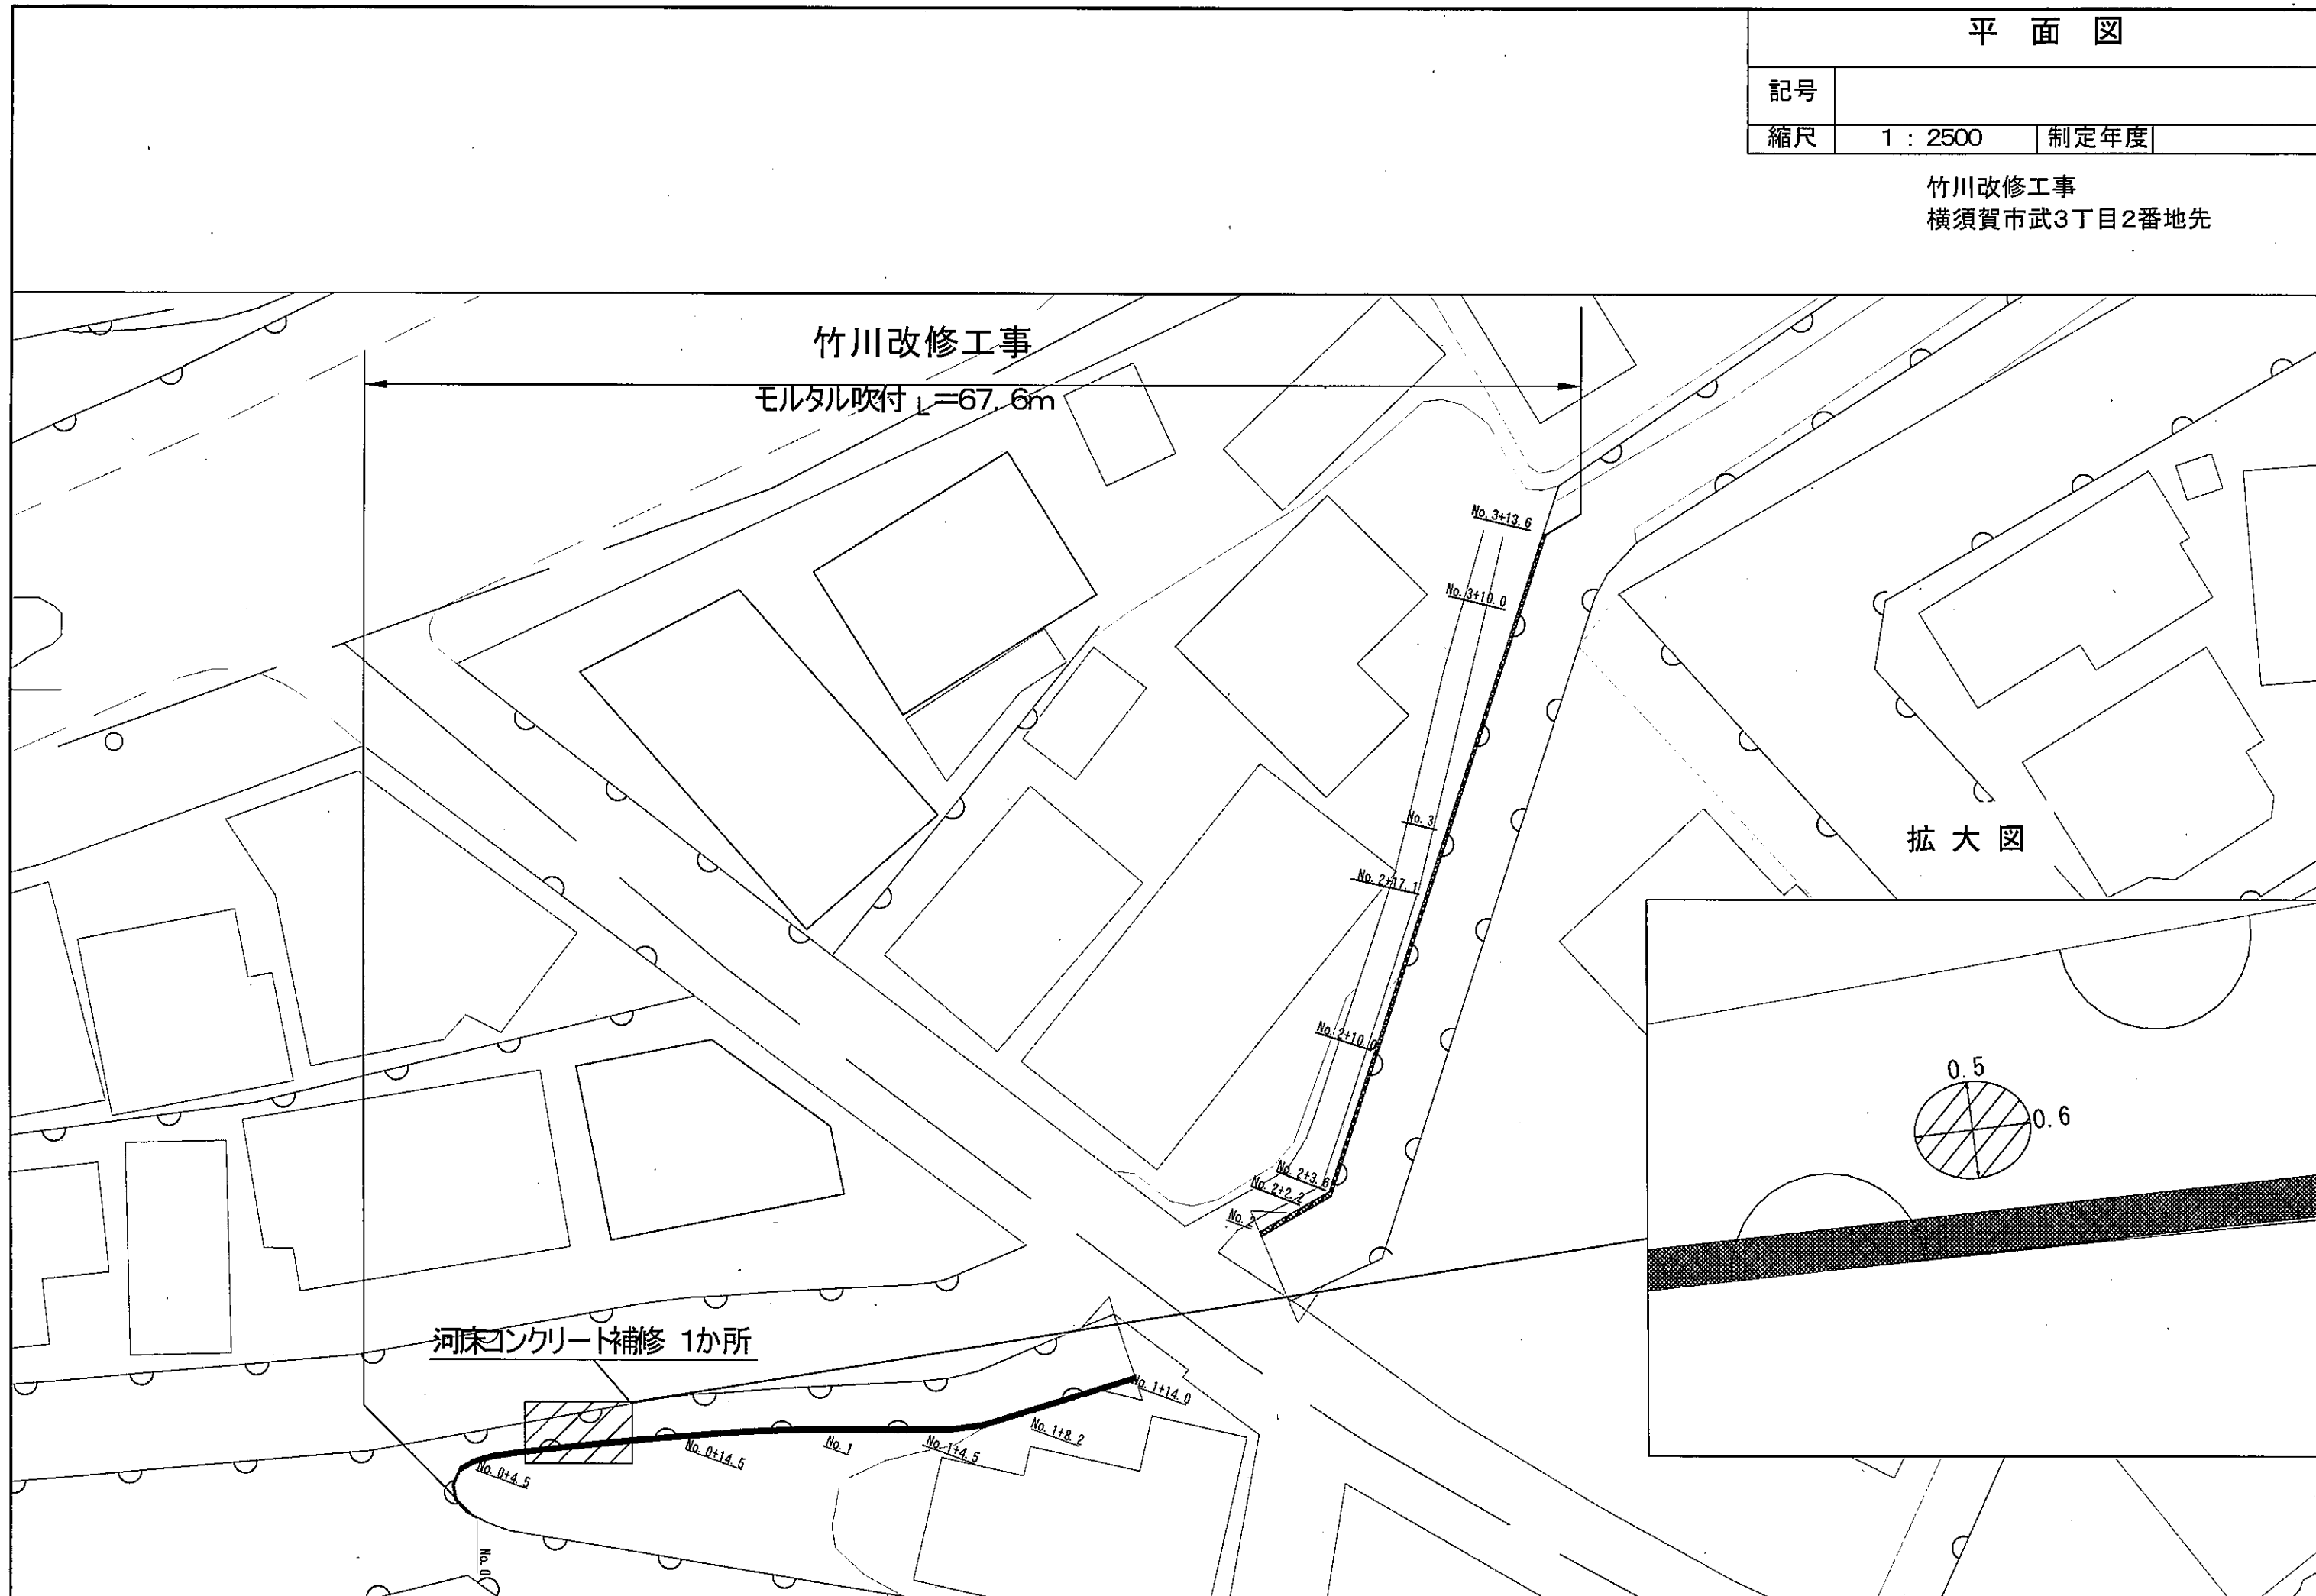 平面図
記号
縮尺 1:2500 制定年度
竹川改修工事
横須賀市武3丁目2番地先
竹川改修工事
モルタル吹付 L=67.6m
No.3+13.6
No.3+10.0
No.3
No.2+17.1
No.2+10.0
No.2+3.6
No.2+2.2
No.2
拡大図
0.5
0.6
河床コンクリート補修 1か所
No.1+14.0
No.1+8.2
No.1+4.5
No.1
No.0+14.5
No.0+4.5
No.0